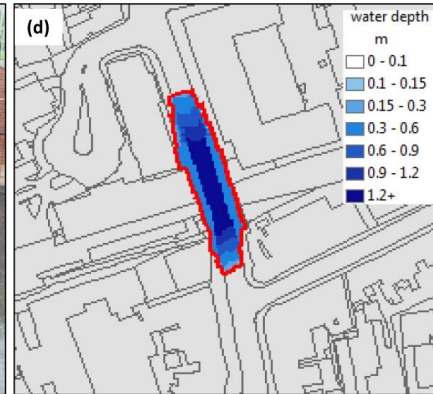 (d)
water depth
m
0 - 0.1
0.1 - 0.15
0.15 - 0.3
0.3 - 0.6
0.6 - 0.9
0.9 - 1.2
1.2+